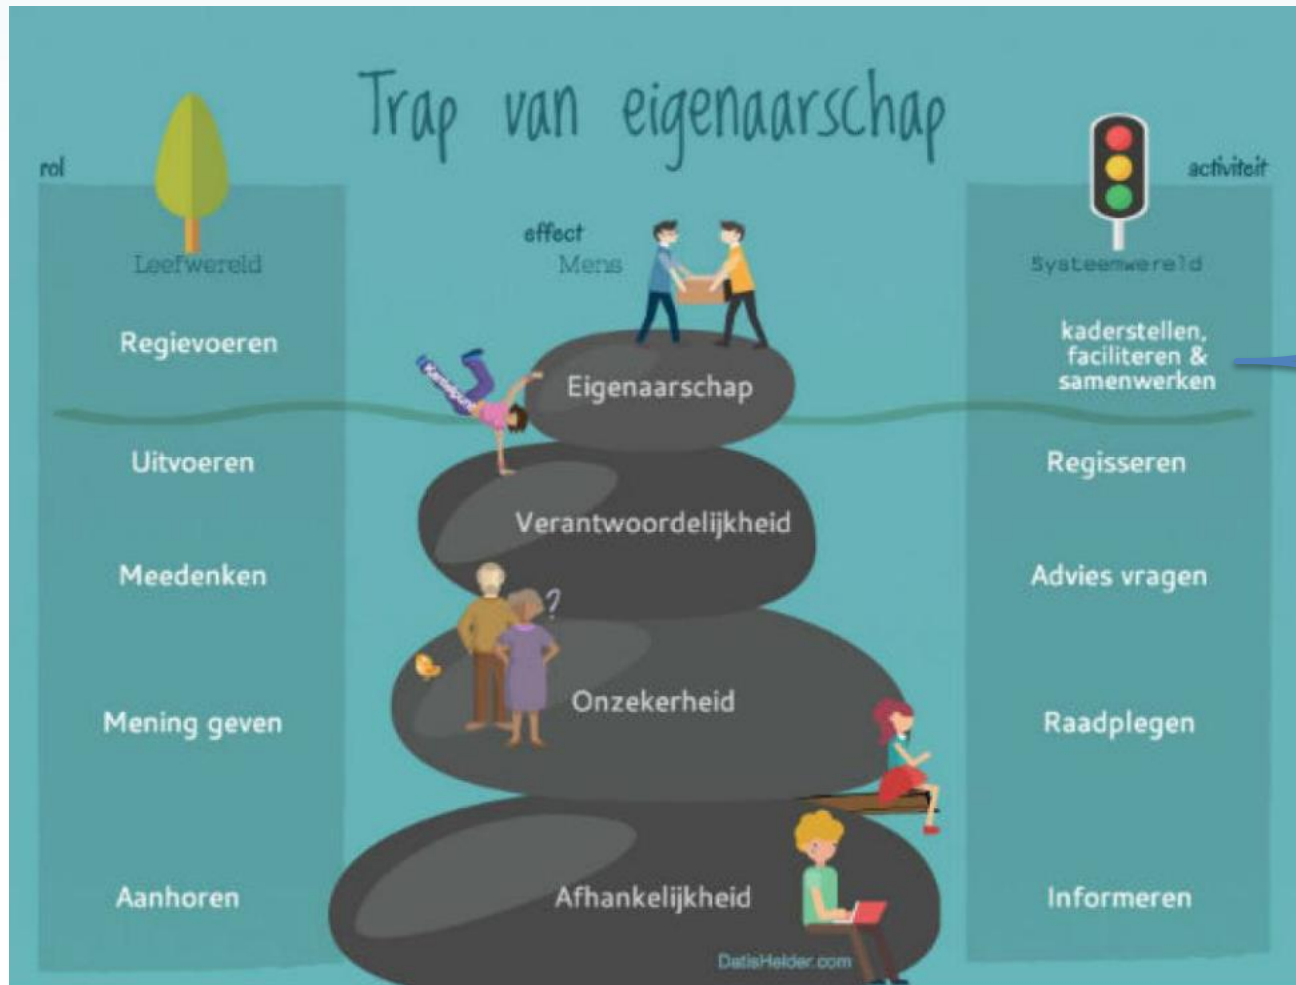 Trap van eigenaarschap
rol
activiteit
effect
Leefwereld
Mens
Systeemwereld
Regievoeren
kaderstellen,
faciliteren &
samenwerken
Kantelpunt
Eigenaarschap
Uitvoeren
Regisseren
Verantwoordelijkheid
Meedenken
Advies vragen
?
Mening geven
Onzekerheid
Raadplegen
Aanhoren
Afhankelijkheid
Informeren
DatisHelder.com